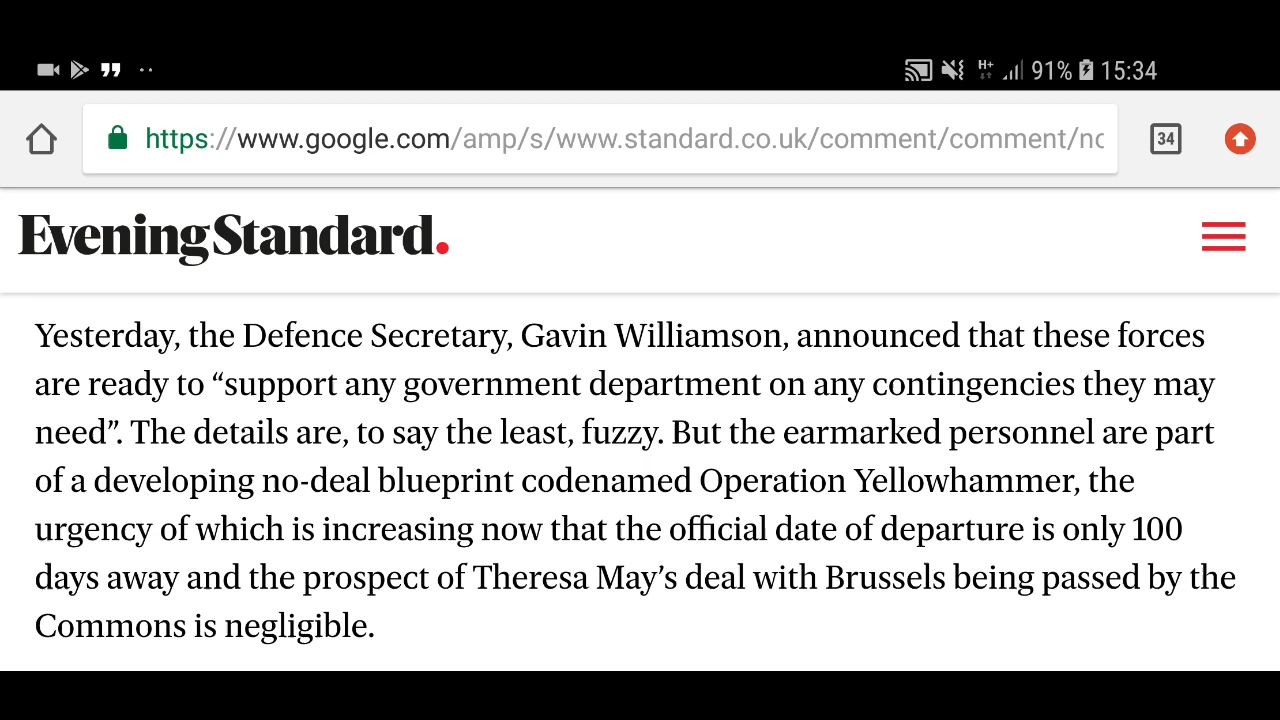 H+ 91% 15:34
https://www.google.com/amp/s/www.standard.co.uk/comment/comment/no
34
Evening Standard.
Yesterday, the Defence Secretary, Gavin Williamson, announced that these forces
are ready to “support any government department on any contingencies they may
need”. The details are, to say the least, fuzzy. But the earmarked personnel are part
of a developing no-deal blueprint codenamed Operation Yellowhammer, the
urgency of which is increasing now that the official date of departure is only 100
days away and the prospect of Theresa May’s deal with Brussels being passed by the
Commons is negligible.